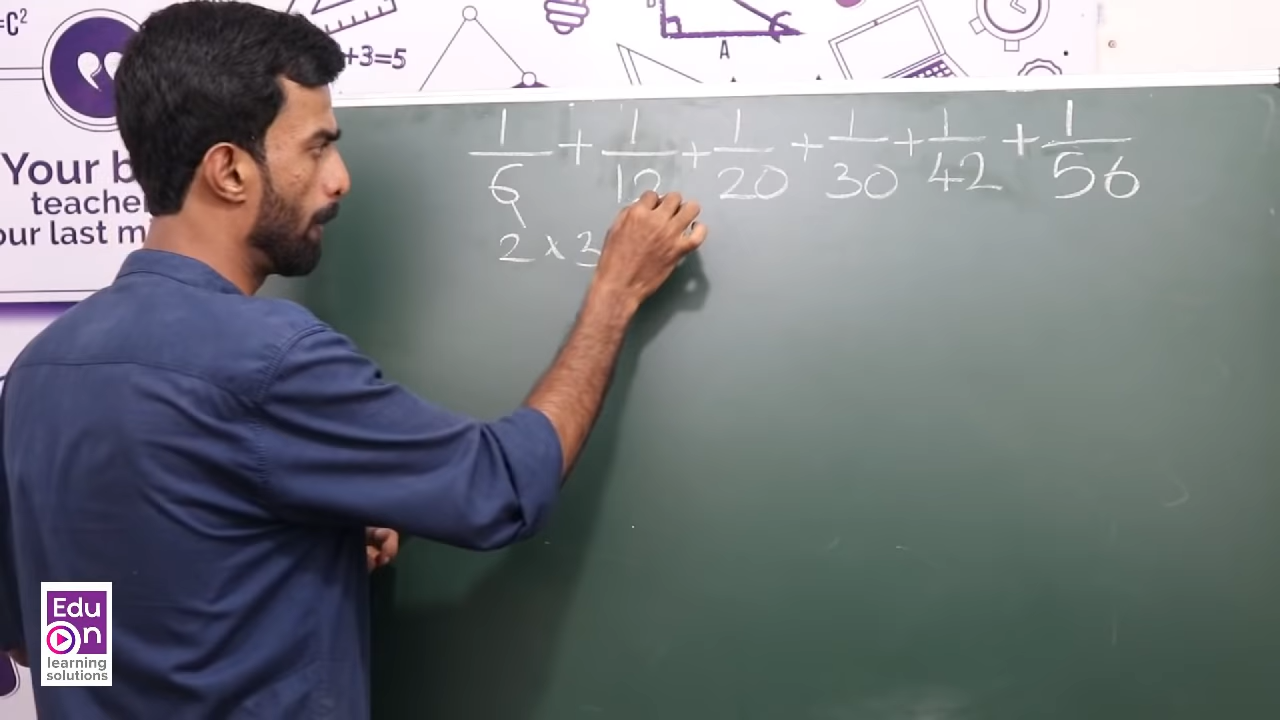 =C²
+3=5
B
A
Your b
teache
our last m
1/6 + 1/12 + 1/20 + 1/30 + 1/42 + 1/56
2 x 3
Edu
On
learning
solutions